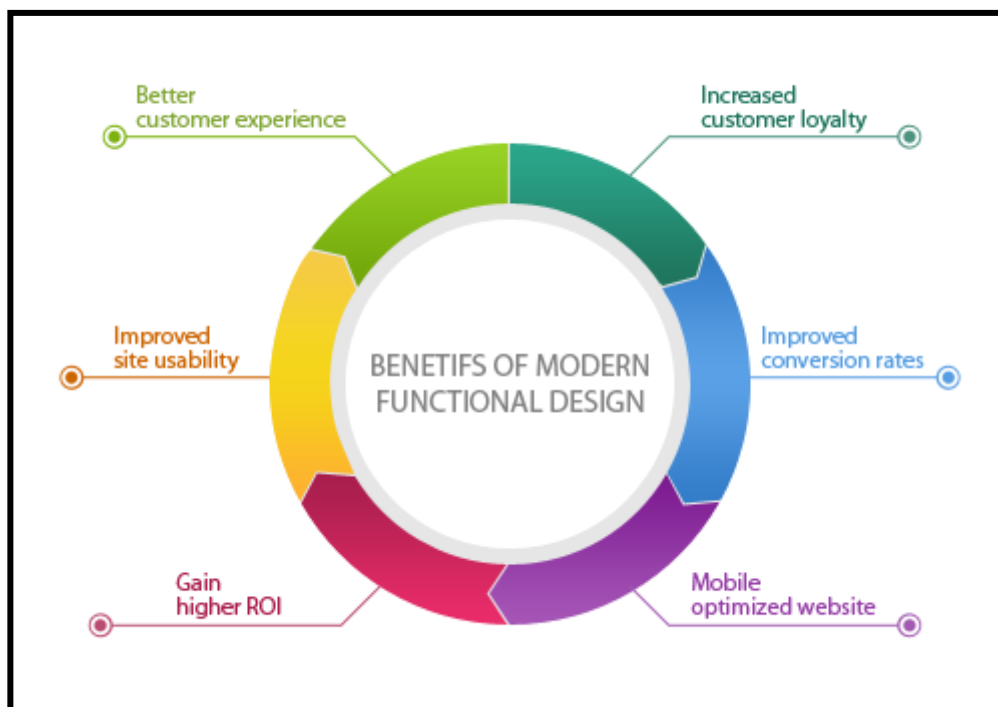 Better
customer experience
Increased
customer loyalty
Improved
site usability
BENETIFS OF MODERN
FUNCTIONAL DESIGN
Improved
conversion rates
Gain
higher ROI
Mobile
optimized website